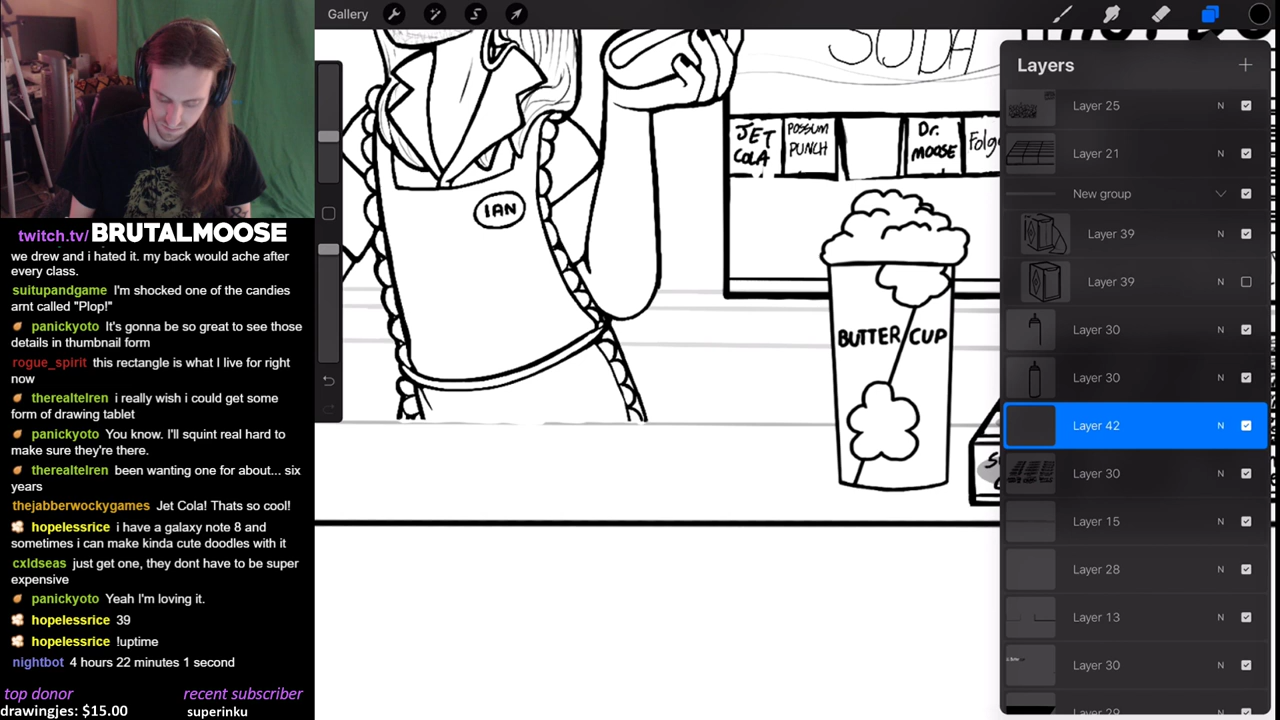 Gallery
twitch.tv/BRUTALMOOSE
we drew and i hated it. my back would ache after
every class.
suitupandgame I'm shocked one of the candies
arnt called "Plop!"
panickyoto It's gonna be so great to see those
details in thumbnail form
rogue_spirit this rectangle is what I live for right
now
therealtelren i really wish i could get some
form of drawing tablet
panickyoto You know. I'll squint real hard to
make sure they're there.
therealtelren been wanting one for about... six
years
thejabberwockygames Jet Cola! Thats so cool!
hopelessrice i have a galaxy note 8 and
sometimes i can make kinda cute doodles with it
cxldseas just get one, they dont have to be super
expensive
panickyoto Yeah I'm loving it.
hopelessrice 39
hopelessrice !uptime
nightbot 4 hours 22 minutes 1 second
top donor
drawingjes: $15.00
recent subscriber
superinku
SODA
JET
COLA
POSSIUM
PUNCH
Dr.
MOOSE
IAN
BUTTER CUP
Layers
Layer 25 N
Layer 21 N
New group
Layer 39 N
Layer 39 N
Layer 30 N
Layer 30 N
Layer 42 N
Layer 30 N
Layer 15 N
Layer 28 N
Layer 13 N
Layer 30 N
Layer 29 N